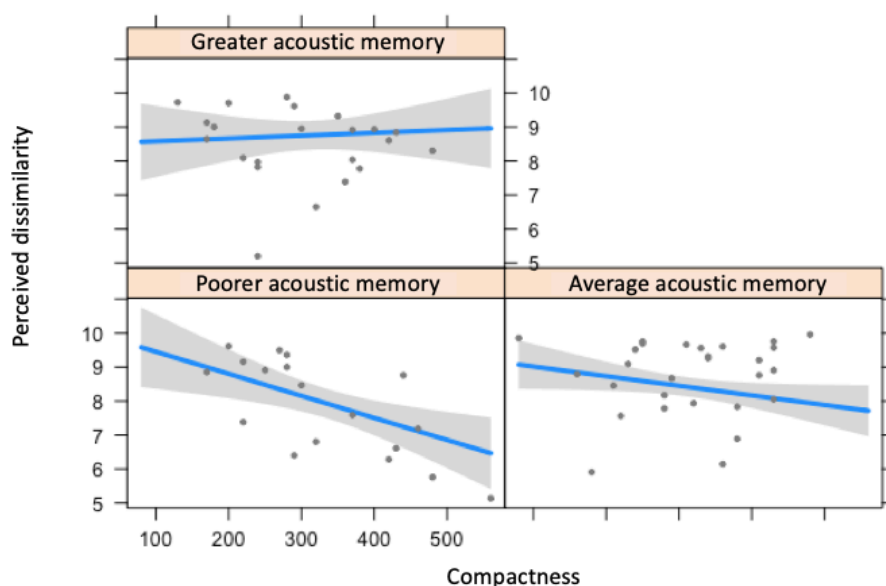 Greater acoustic memory
Perceived dissimilarity
10
9
8
7
6
5
Poorer acoustic memory
Average acoustic memory
10
9
8
7
6
5
100 200 300 400 500
Compactness